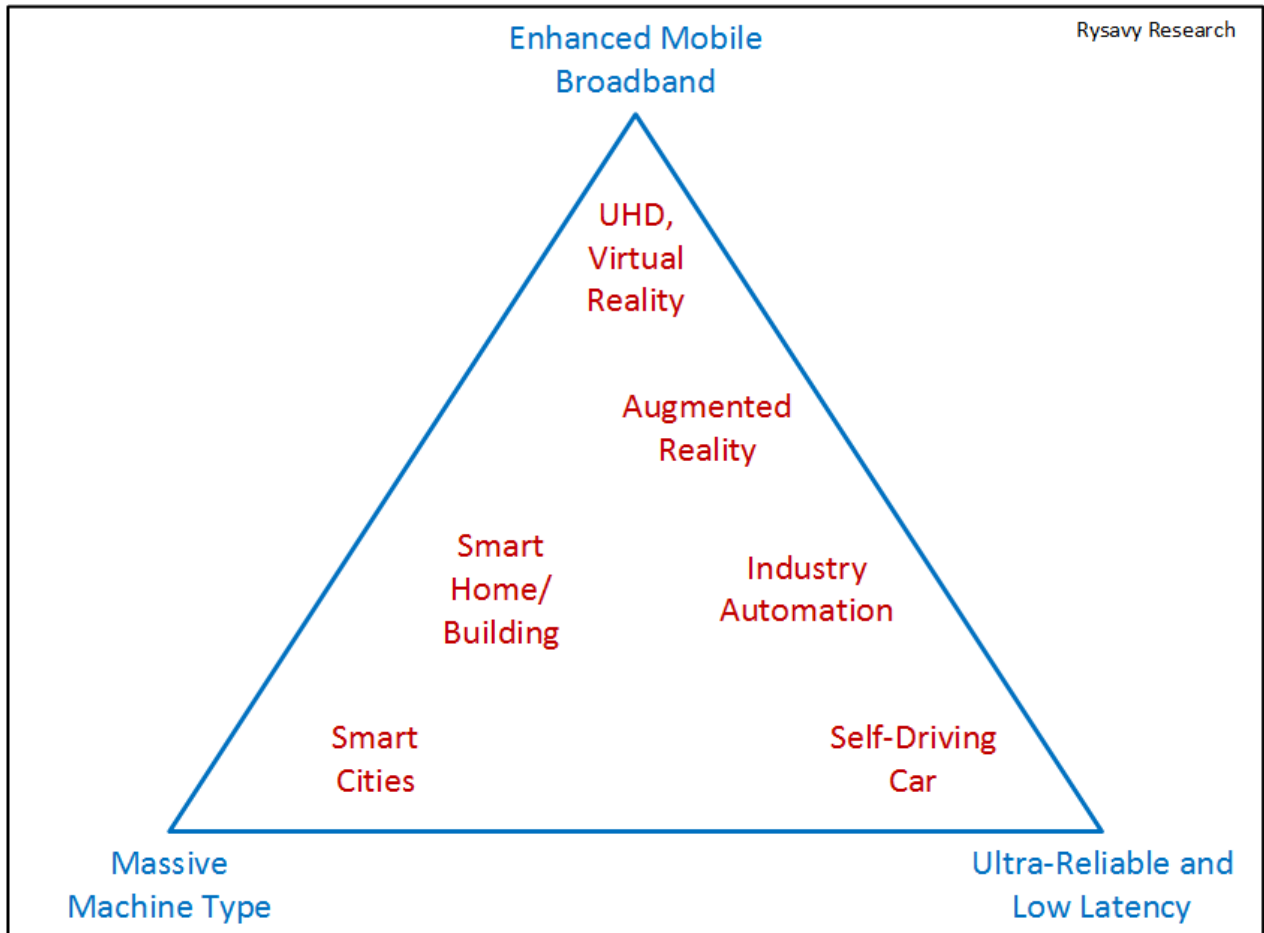 Enhanced Mobile
Broadband
Rysavy Research
UHD,
Virtual
Reality
Augmented
Reality
Smart
Home/
Building
Industry
Automation
Smart
Cities
Self-Driving
Car
Massive
Machine Type
Ultra-Reliable and
Low Latency